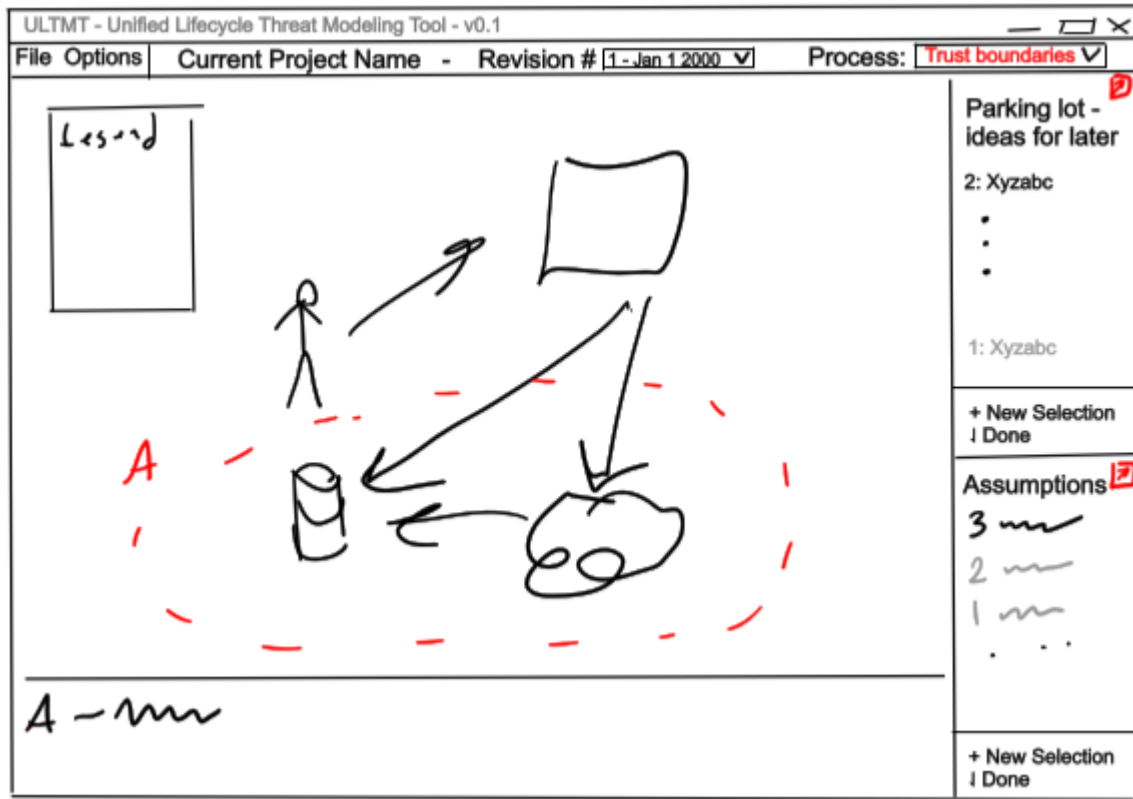 ULTMT - Unified Lifecycle Threat Modeling Tool - v0.1
File Options Current Project Name - Revision # 1 - Jan 1 2000 Process: Trust boundaries
Legend
A
A -
Parking lot -
ideas for later
2: Xyzabc
1: Xyzabc
+ New Selection
↓ Done
Assumptions
3
2
1
+ New Selection
↓ Done